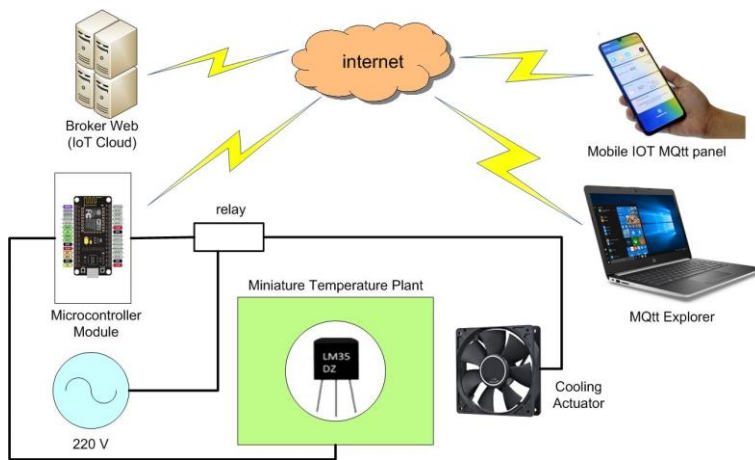 internet
Broker Web
(IoT Cloud)
Mobile IOT MQtt panel
relay
Microcontroller
Module
Miniature Temperature Plant
LM35
DZ
MQtt Explorer
Cooling
Actuator
220 V